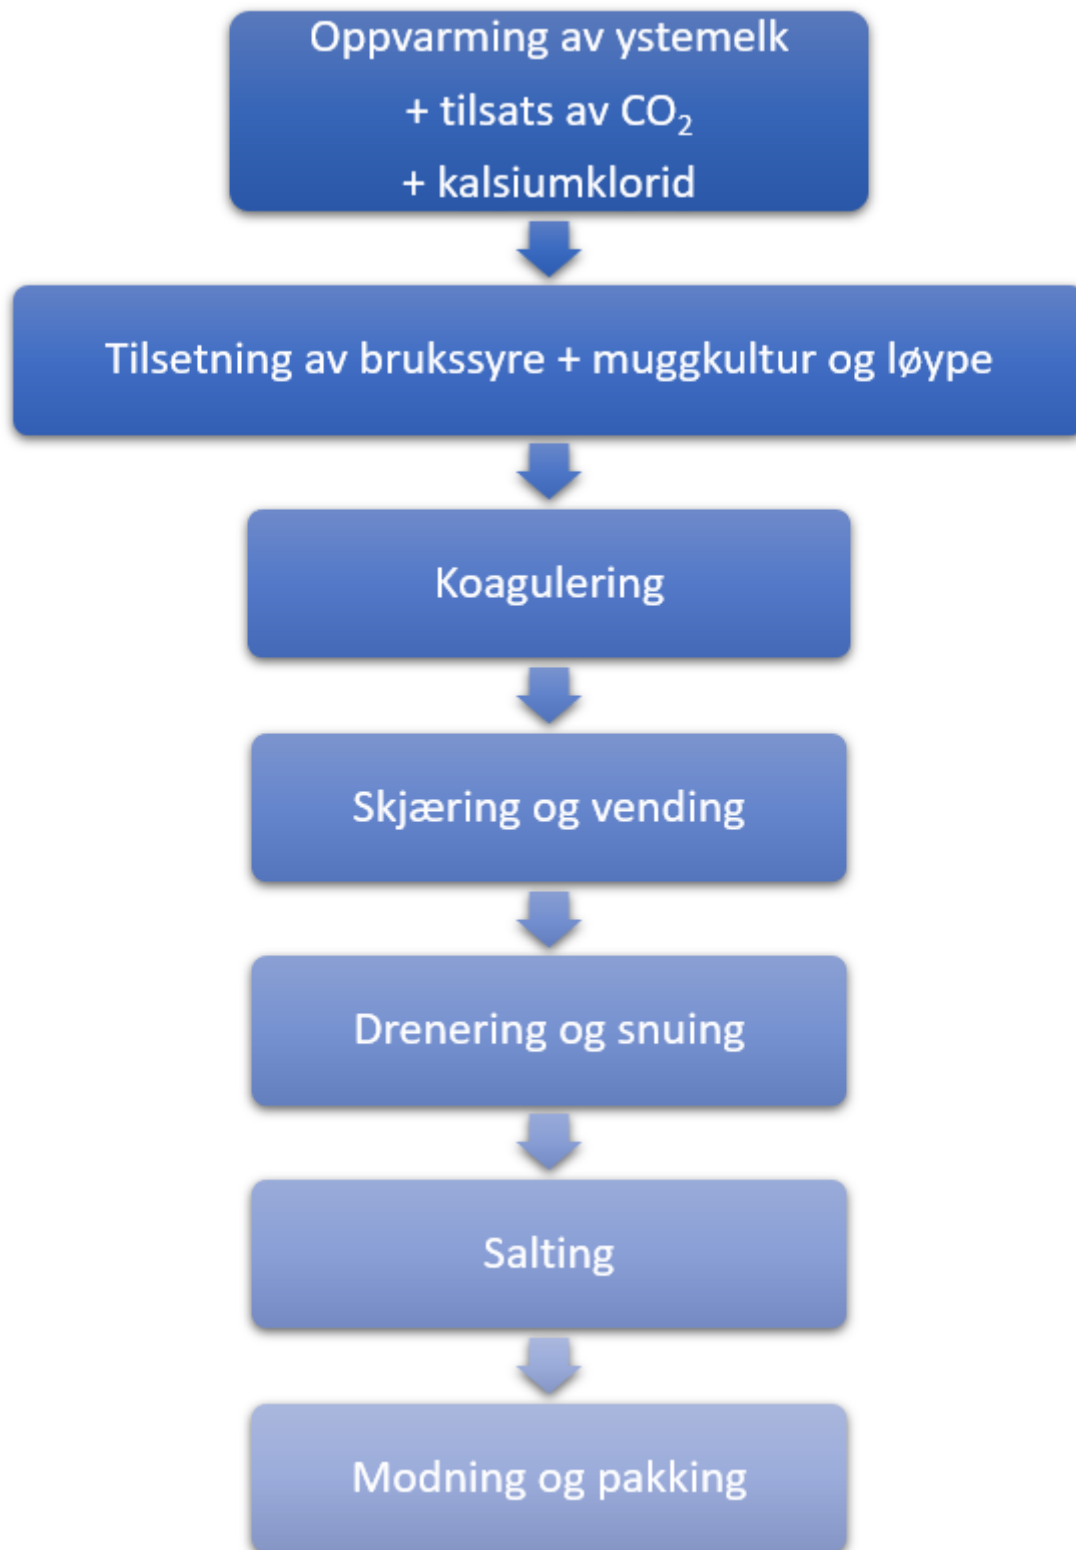 Oppvarming av ystemelk
+ tilsats av CO₂
+ kalsiumklorid
Tilsetning av brukssyre + muggkultur og løype
Koagulering
Skjæring og vending
Drenering og snuing
Salting
Modning og pakking